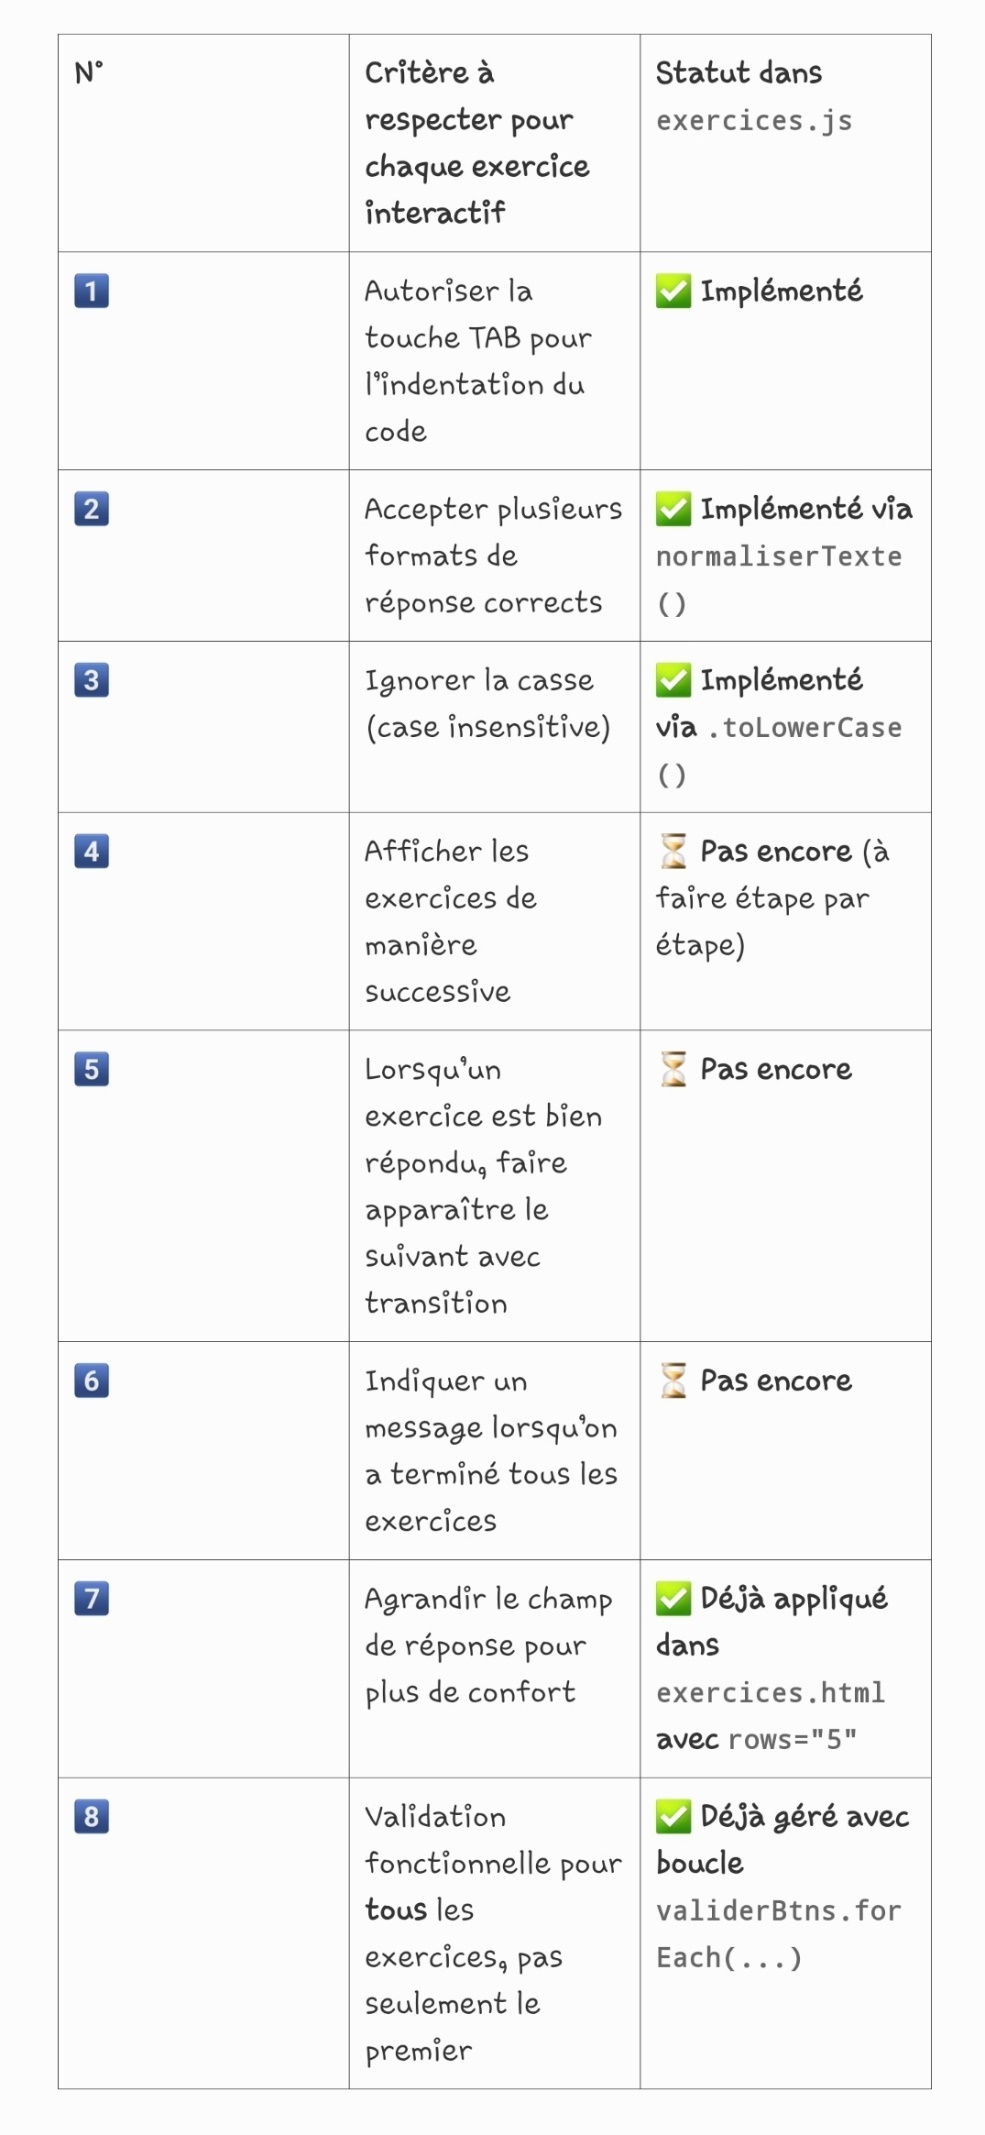 N°
Critère à
respecter pour
chaque exercice
interactif
Statut dans
exercices.js
1
Autoriser la
touche TAB pour
l'indentation du
code
✅ Implémenté
2
Accepter plusieurs
formats de
réponse corrects
✅ Implémenté via
normaliserTexte
()
3
Ignorer la casse
(case insensitive)
✅ Implémenté
via .toLowerCase
()
4
Afficher les
exercices de
manière
successive
⏳ Pas encore (à
faire étape par
étape)
5
Lorsqu'un
exercice est bien
répondu, faire
apparaître le
suivant avec
transition
⏳ Pas encore
6
Indiquer un
message lorsqu'on
a terminé tous les
exercices
⏳ Pas encore
7
Agrandir le champ
de réponse pour
plus de confort
✅ Déjà appliqué
dans
exercices.html
avec rows="5"
8
Validation
fonctionnelle pour
tous les
exercices, pas
seulement le
premier
✅ Déjà géré avec
boucle
validerBtns.for
Each(...)